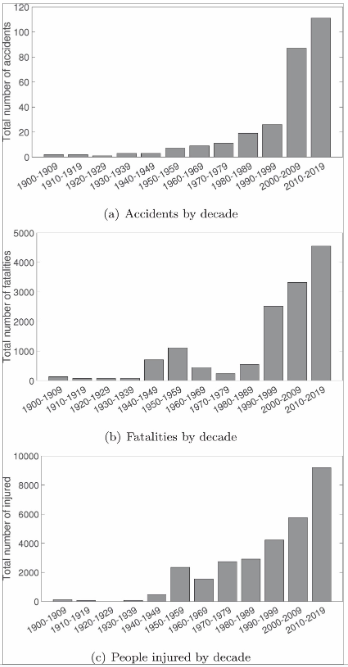 120
100
80
60
40
20
0
Total number of accidents
1900-1909 1910-1919 1920-1929 1930-1939 1940-1949 1950-1959 1960-1969 1970-1979 1980-1989 1990-1999 2000-2009 2010-2019
(a) Accidents by decade
5000
4000
3000
2000
1000
0
Total number of fatalities
1900-1909 1910-1919 1920-1929 1930-1939 1940-1949 1950-1959 1960-1969 1970-1979 1980-1989 1990-1999 2000-2009 2010-2019
(b) Fatalities by decade
10000
8000
6000
4000
2000
0
Total number of injured
1900-1909 1910-1919 1920-1929 1930-1939 1940-1949 1950-1959 1960-1969 1970-1979 1980-1989 1990-1999 2000-2009 2010-2019
(c) People injured by decade